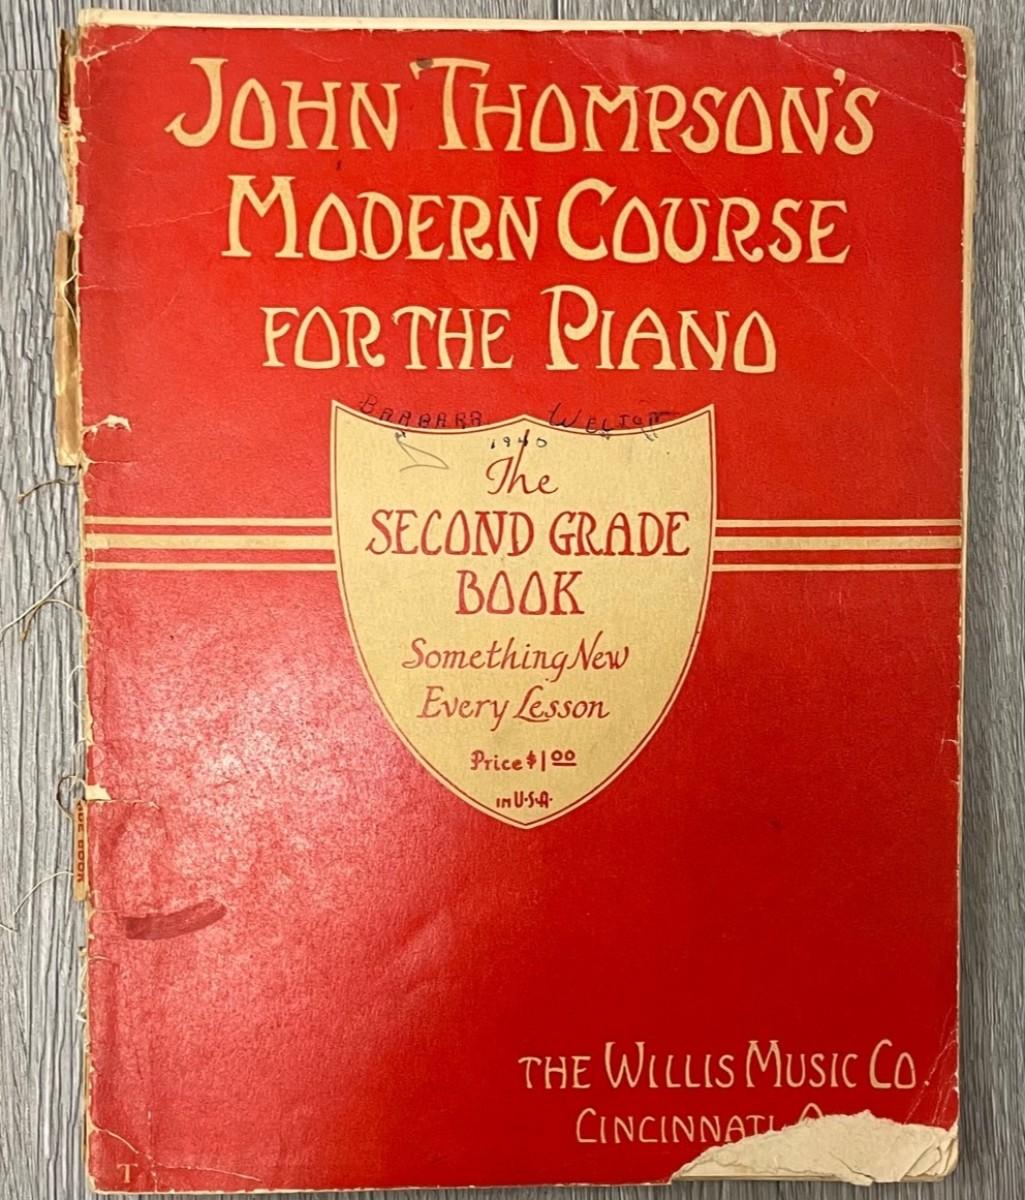 JOHN THOMPSON'S
MODERN COURSE
FOR THE PIANO
BARBARA WELTON
1940
The
SECOND GRADE
BOOK
Something New
Every Lesson
Price $1.00
IN U.S.A.
THE WILLIS MUSIC CO.
CINCINNATI
T